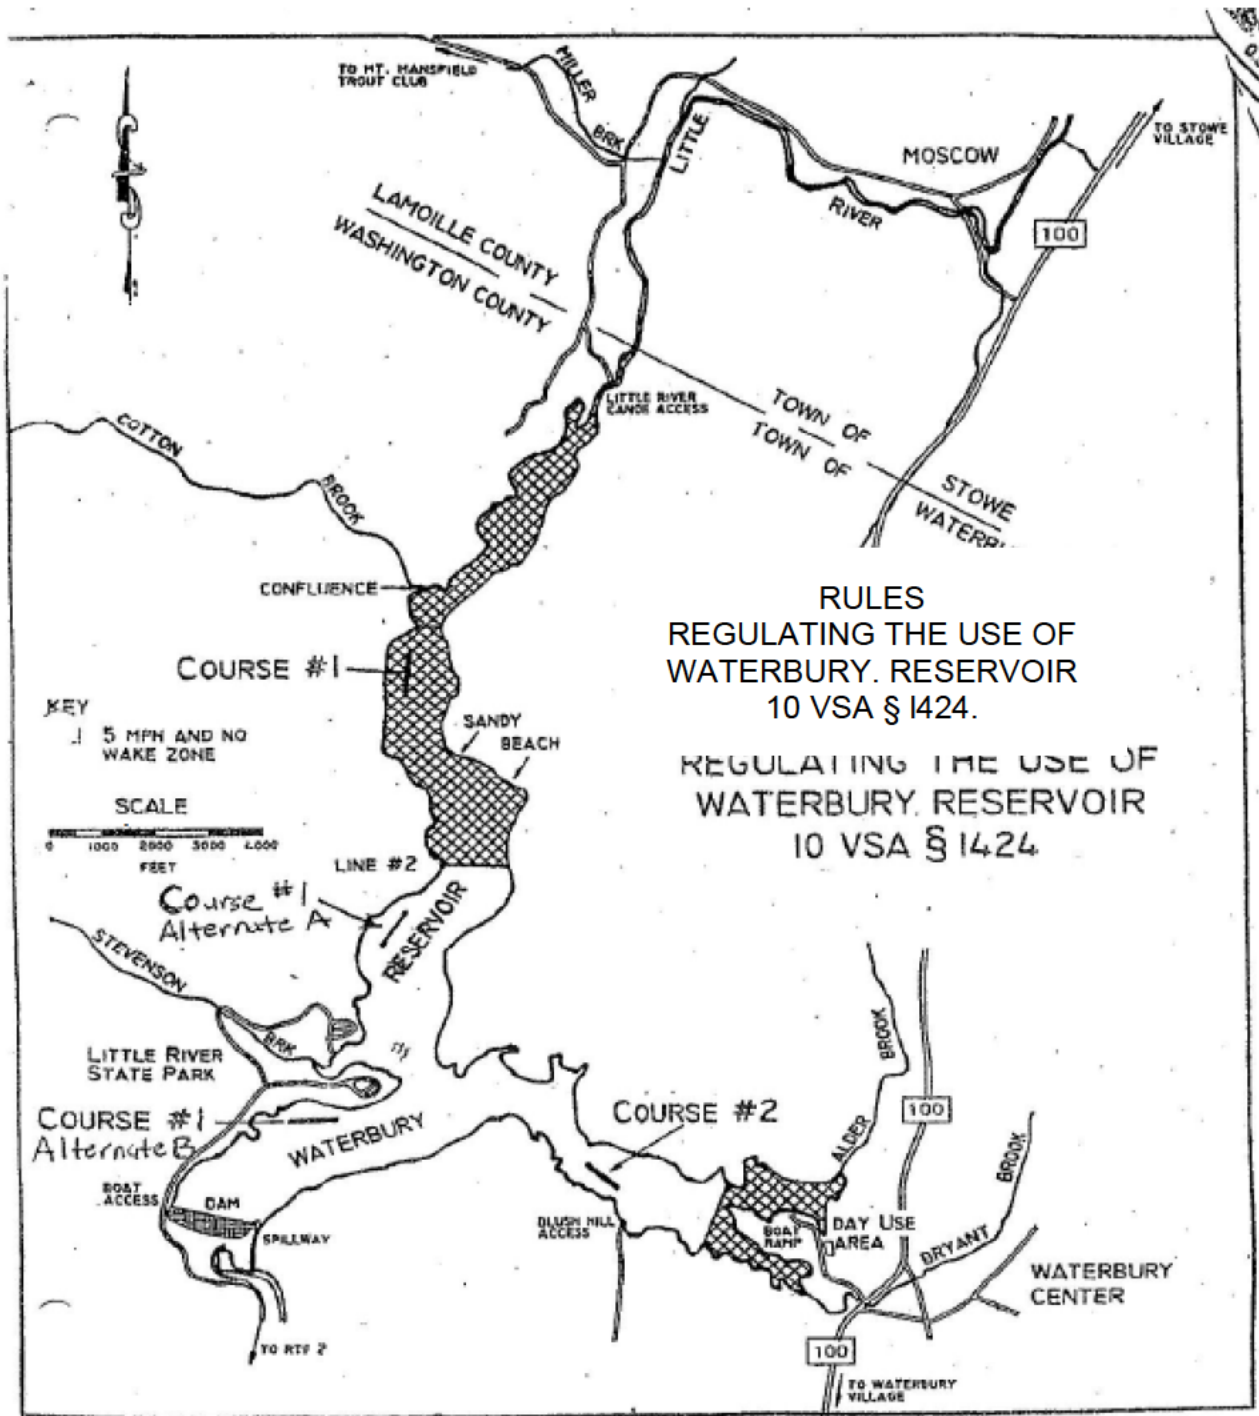 TO MT. MANSFIELD
TROUT CLUB
MILLER
BRK
LITTLE
RIVER
MOSCOW
TO STOWE
VILLAGE
100
LAMOILLE COUNTY
WASHINGTON COUNTY
LITTLE RIVER
CANOE ACCESS
TOWN OF
TOWN OF
STOWE
COTTON
BROOK
CONFLUENCE
COURSE #1
RULES
REGULATING THE USE OF
WATERBURY. RESERVOIR
10 VSA § I424.
REGULATING THE USE OF
WATERBURY. RESERVOIR
10 VSA § 1424
KEY
5 MPH AND NO
WAKE ZONE
SANDY
BEACH
SCALE
0 1000 2000 3000 4000
FEET
LINE #2
Course #1
Alternate A
RESERVOIR
STEVENSON
BRK
LITTLE RIVER
STATE PARK
COURSE #1
Alternate B
WATERBURY
COURSE #2
ALDER
BROOK
100
BROOK
BRYANT
BOAT
ACCESS
DAM
SPILLWAY
BLUSH HILL
ACCESS
BOAT
RAMP
DAY USE
AREA
WATERBURY
CENTER
TO RTE 2
100
TO WATERBURY
VILLAGE